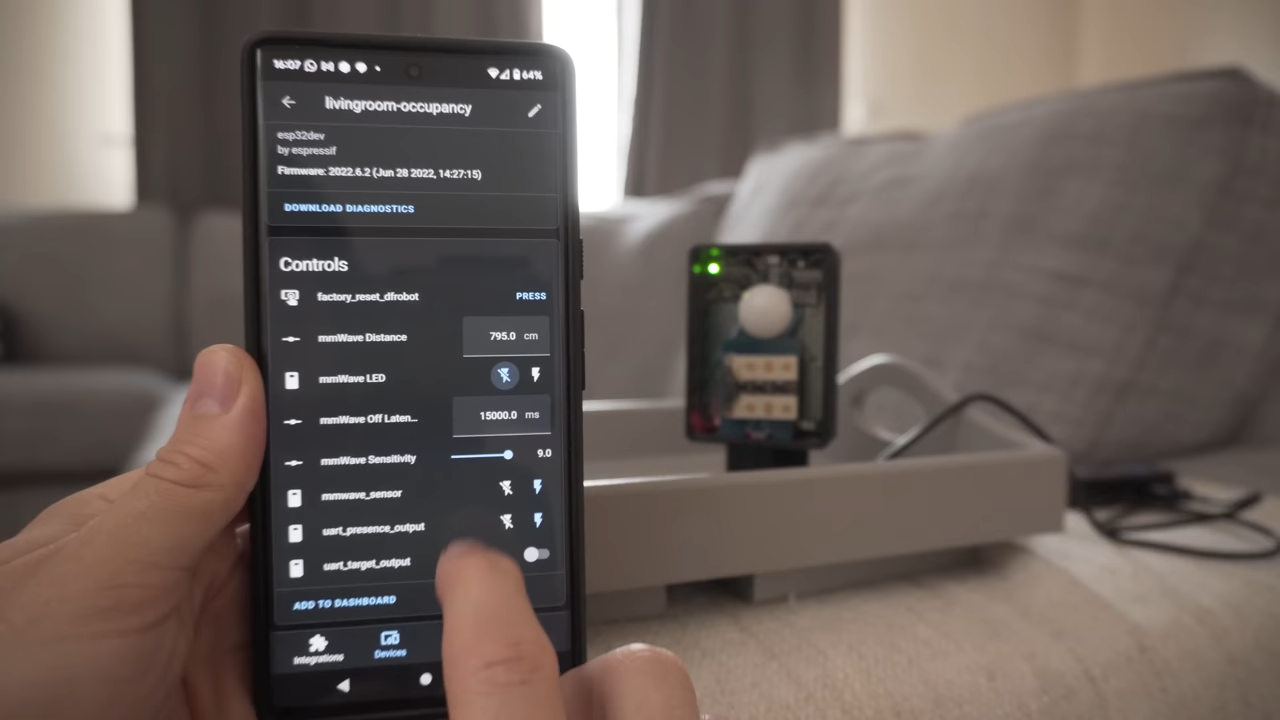 16:07 64%
livingroom-occupancy
esp32dev
by espressif
Firmware: 2022.6.2 (Jun 28 2022, 14:27:15)
DOWNLOAD DIAGNOSTICS
Controls
factory_reset_dfrobot PRESS
mmWave Distance 795.0 cm
mmWave LED
mmWave Off Laten... 15000.0 ms
mmWave Sensitivity 9.0
mmwave_sensor
uart_presence_output
uart_target_output
ADD TO DASHBOARD
Integrations Devices